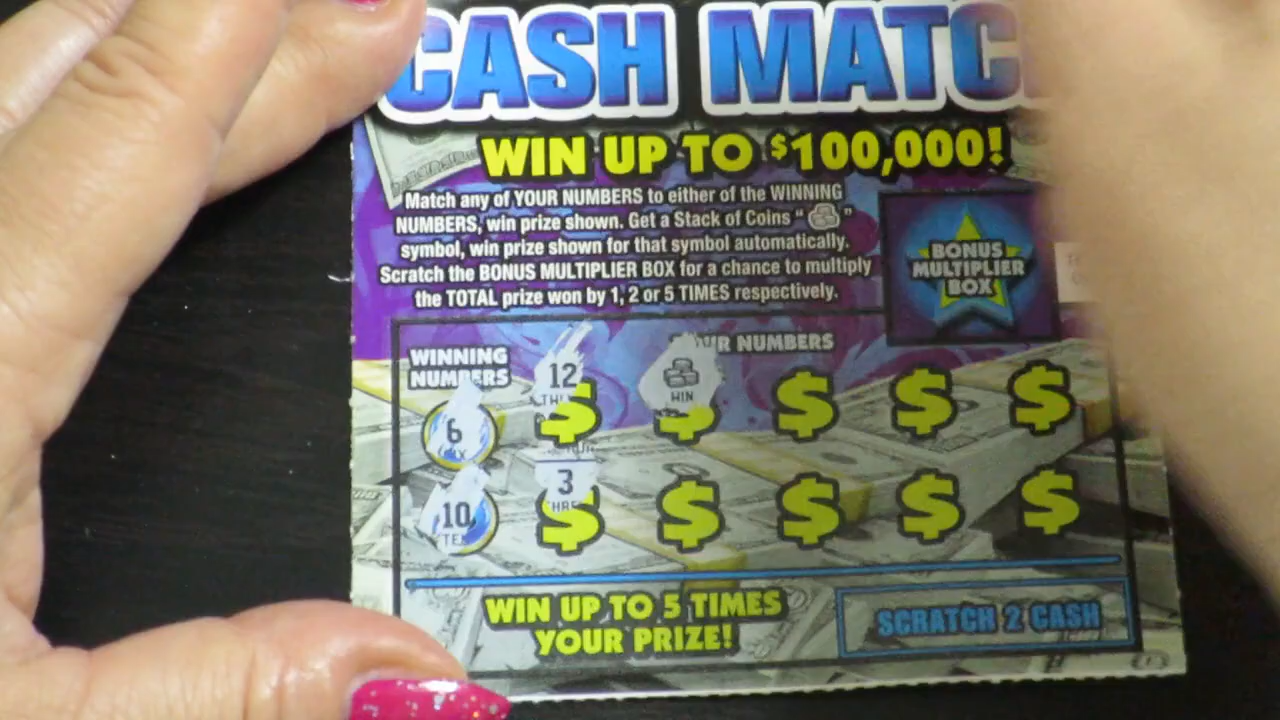 CASH MATC
WIN UP TO $100,000!
Match any of YOUR NUMBERS to either of the WINNING
NUMBERS, win prize shown. Get a Stack of Coins " "
symbol, win prize shown for that symbol automatically.
Scratch the BONUS MULTIPLIER BOX for a chance to multiply
the TOTAL prize won by 1, 2 or 5 TIMES respectively.
BONUS
MULTIPLIER
BOX
WINNING
NUMBERS
UR NUMBERS
12
WIN
6
10
3
$ $ $ $ $
$ $ $ $ $
WIN UP TO 5 TIMES
YOUR PRIZE!
SCRATCH 2 CASH